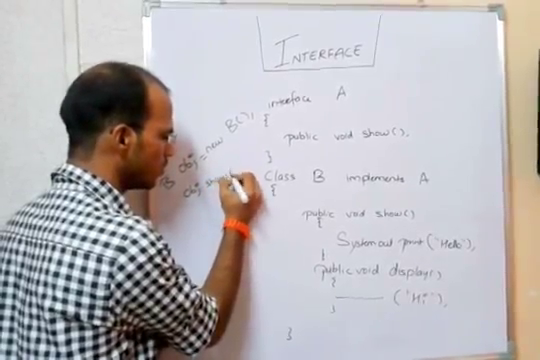 INTERFACE
interface A
{
public void show();
}
Class B implements A
{
public void show()
{
System out print ("Hello");
}
public void display()
{
("Hi");
}
}
B obj = new B();
obj.show